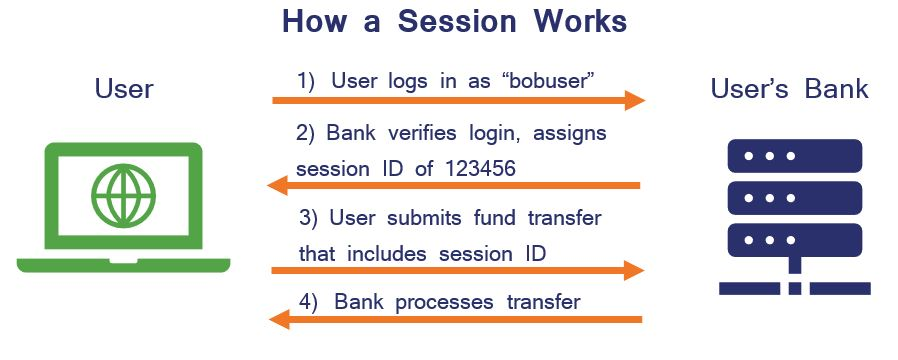 How a Session Works
User
User's Bank
1) User logs in as “bobuser”
2) Bank verifies login, assigns
session ID of 123456
3) User submits fund transfer
that includes session ID
4) Bank processes transfer